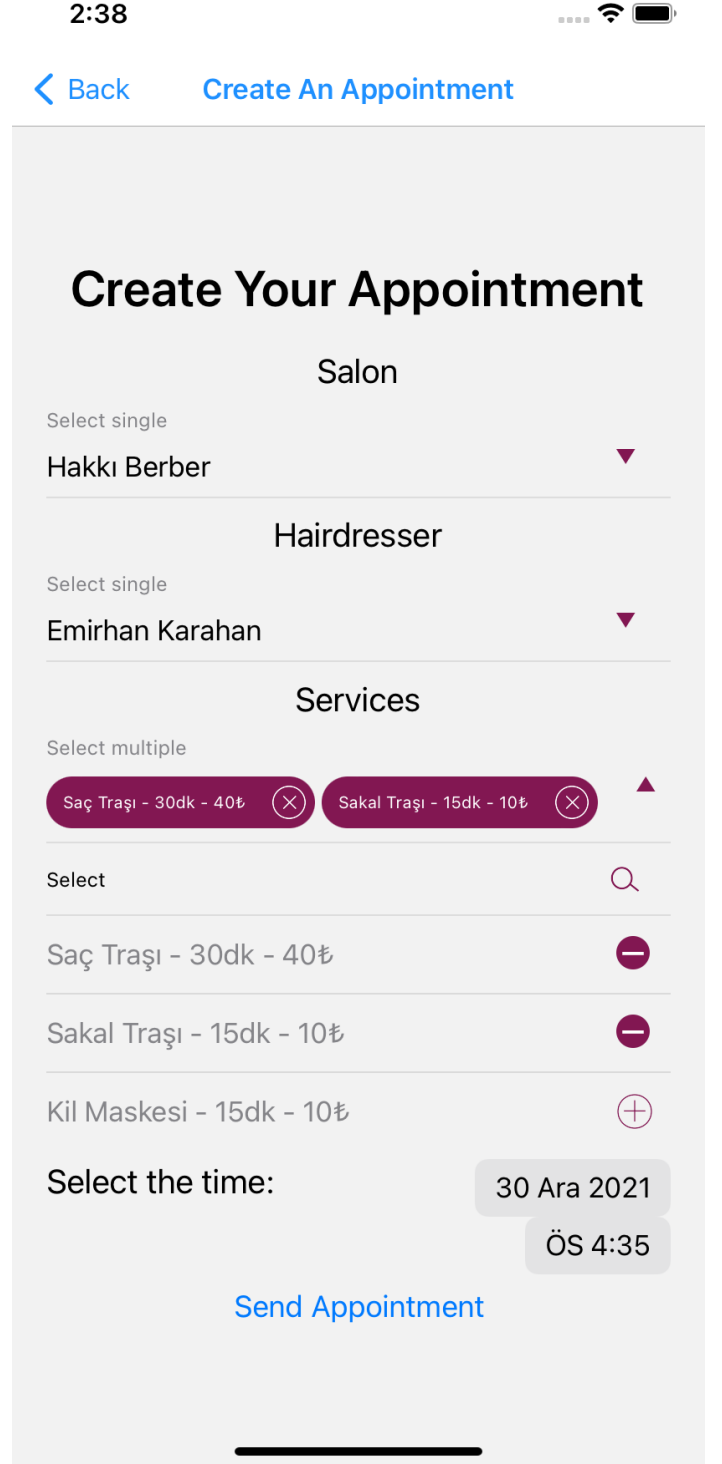 2:38
Back Create An Appointment
Create Your Appointment
Salon
Select single
Hakkı Berber
Hairdresser
Select single
Emirhan Karahan
Services
Select multiple
Saç Traşı - 30dk - 40₺ Sakal Traşı - 15dk - 10₺
Select
Saç Traşı - 30dk - 40₺
Sakal Traşı - 15dk - 10₺
Kil Maskesi - 15dk - 10₺
Select the time: 30 Ara 2021
ÖS 4:35
Send Appointment